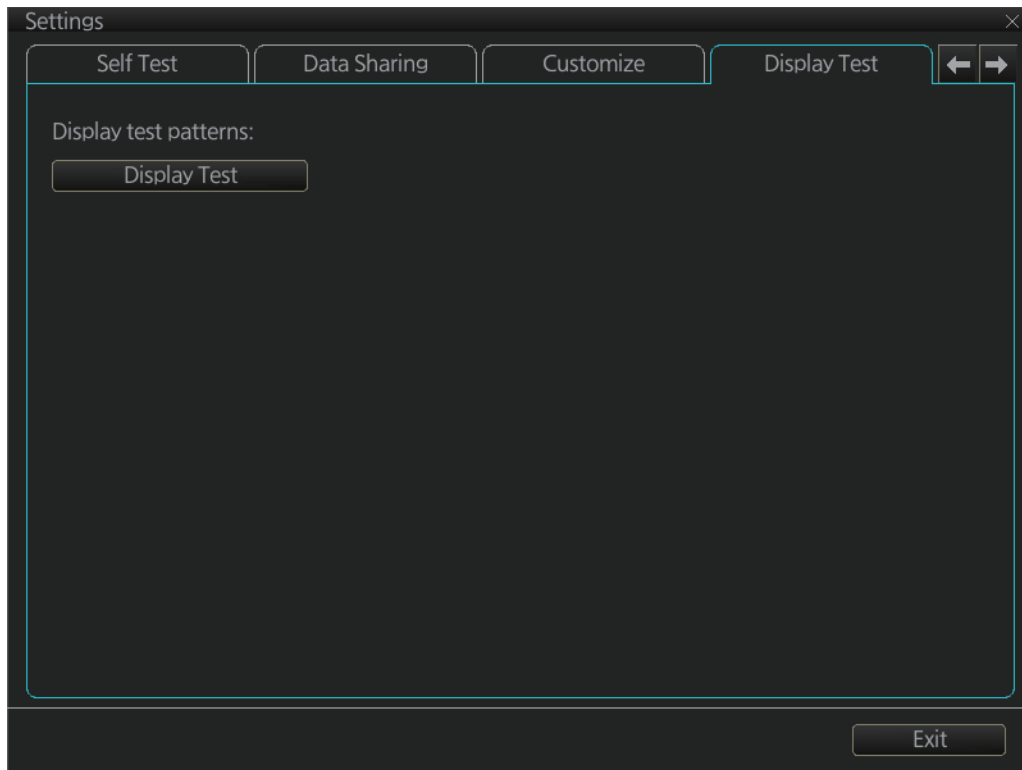 Settings
Self Test Data Sharing Customize Display Test
Display test patterns:
Display Test
Exit